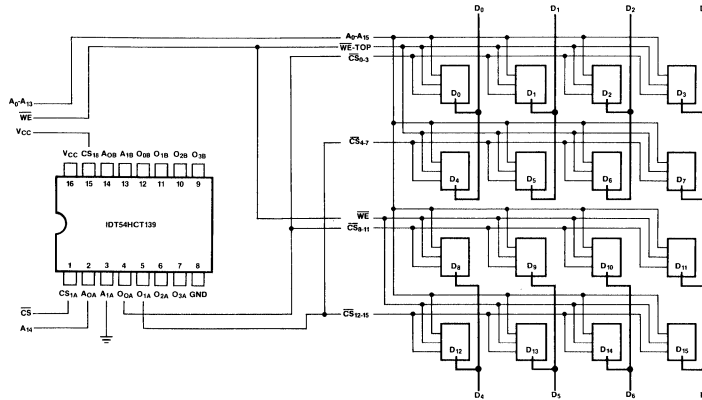 D0 D1 D2
A0-A15
WE-TOP
CS0-3
D0 D1 D2 D3
A0-A13
WE
VCC
CS4-7
D4 D5 D6 D7
VCC CS1B A0B A1B O0B O1B O2B O3B
16 15 14 13 12 11 10 9
IDT54HCT139
1 2 3 4 5 6 7 8
CS1A A0A A1A O0A O1A O2A O3A GND
WE
CS8-11
D8 D9 D10 D11
CS
A14
CS12-15
D12 D13 D14 D15
D4 D5 D6